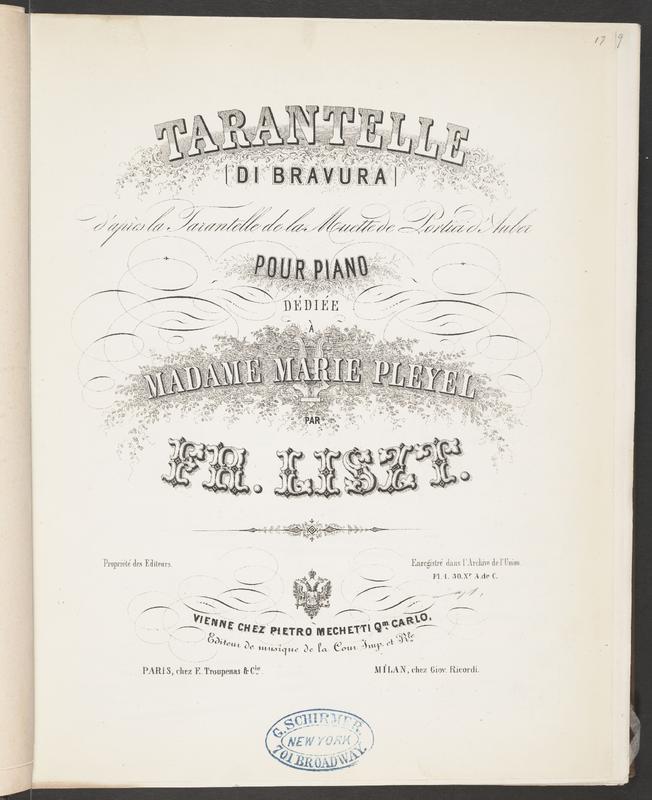 17 9
TARANTELLE
(DI BRAVURA)
d'après la Tarantelle de la Muette de Portici d'Auber
POUR PIANO
DÉDIÉE
À
MADAME MARIE PLEYEL
PAR
FR. LISZT.
Propriété des Editeurs.
Enregistré dans l'Archive de l'Union.
Fl. 1. 30. Xr A. de C.
VIENNE CHEZ PIETRO MECHETTI Qm CARLO,
Editeur de musique de la Cour Imp. et Rle
PARIS, chez E. Troupenas & Cie
MILAN, chez Giov. Ricordi.
G. SCHIRMER,
NEW YORK
701 BROADWAY.